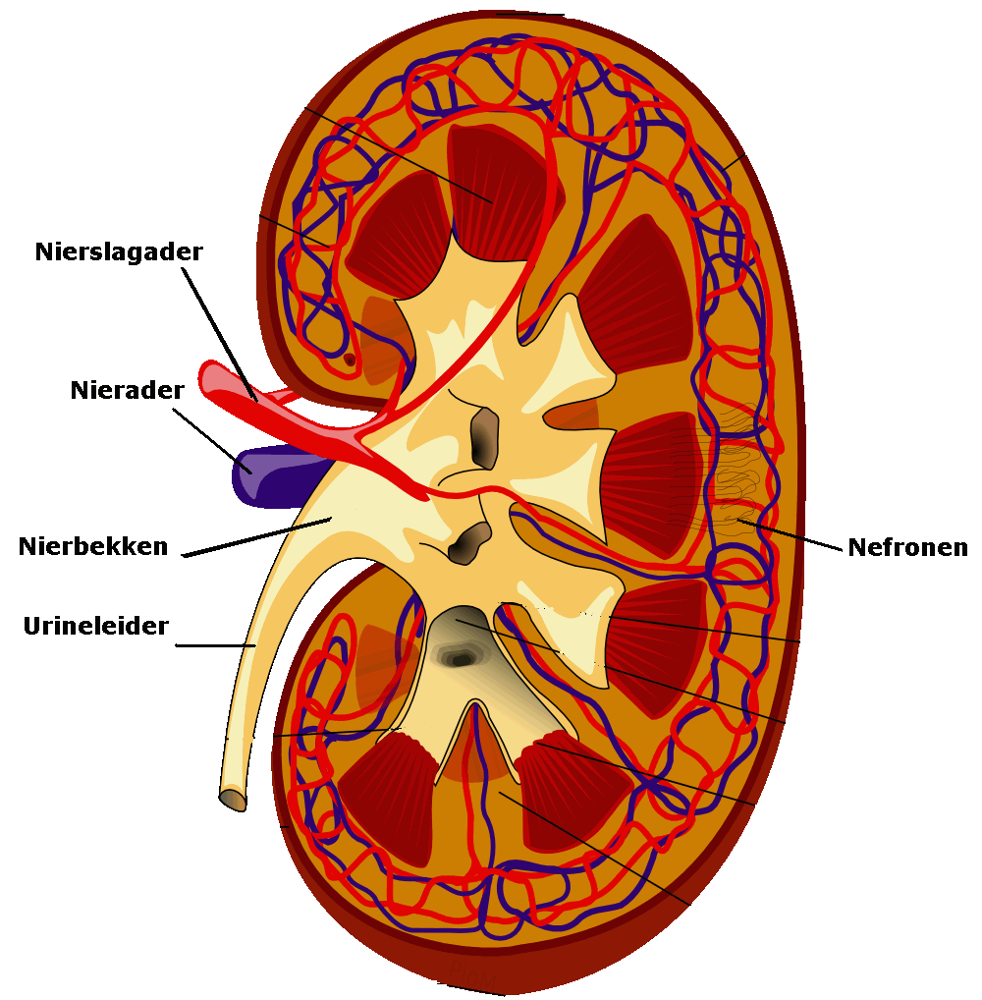 Nierslagader
Nierader
Nierbekken
Nefronen
Urineleider